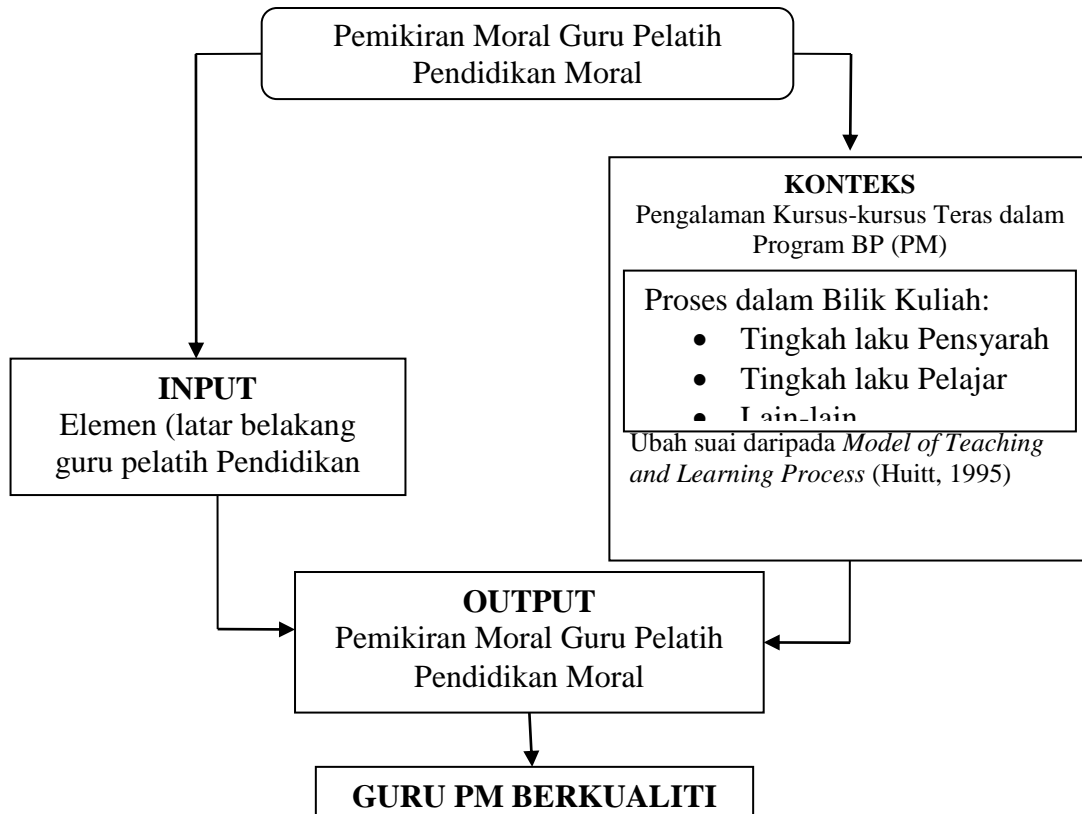 Pemikiran Moral Guru Pelatih
Pendidikan Moral
KONTEKS
Pengalaman Kursus-kursus Teras dalam
Program BP (PM)
Proses dalam Bilik Kuliah:
• Tingkah laku Pensyarah
• Tingkah laku Pelajar
• Lain-lain
Ubah suai daripada Model of Teaching
and Learning Process (Huitt, 1995)
INPUT
Elemen (latar belakang
guru pelatih Pendidikan
OUTPUT
Pemikiran Moral Guru Pelatih
Pendidikan Moral
GURU PM BERKUALITI